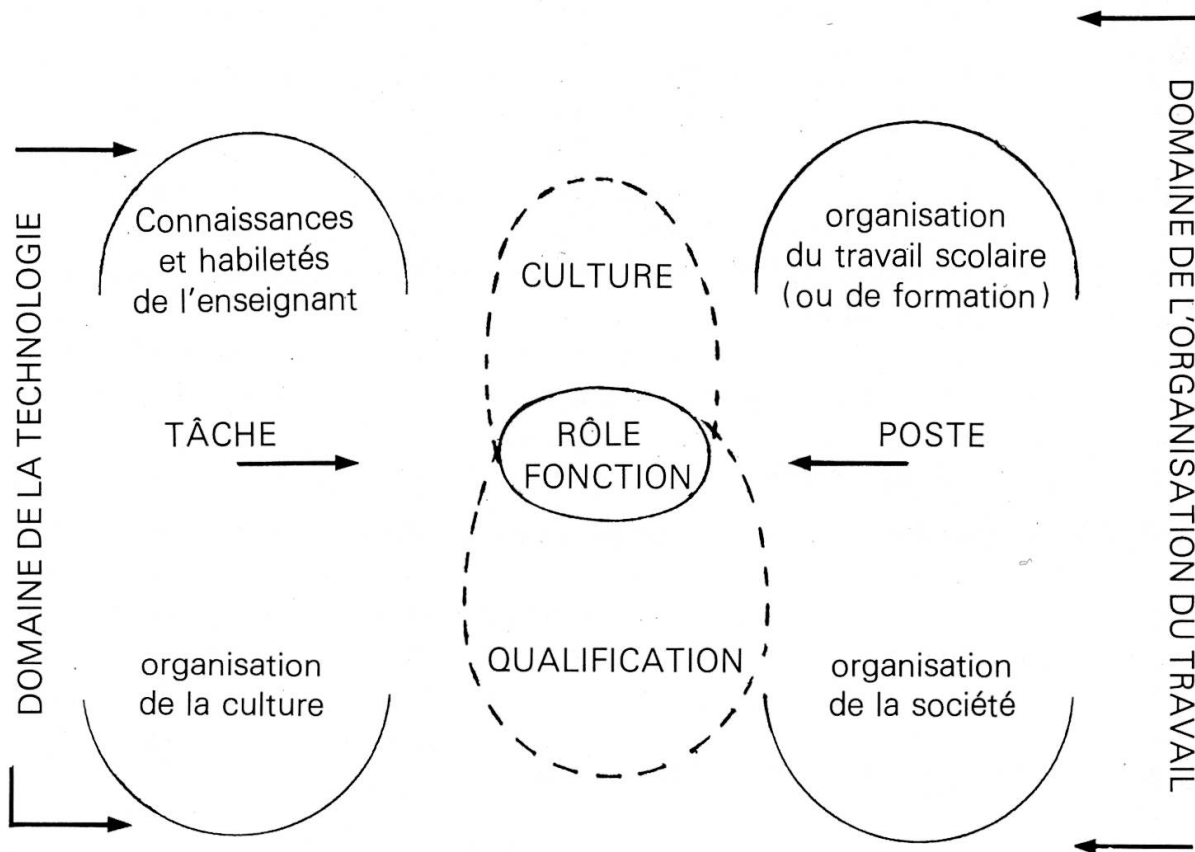 DOMAINE DE LA TECHNOLOGIE
Connaissances
et habiletés
de l'enseignant
TÂCHE
organisation
de la culture
CULTURE
RÔLE
FONCTION
QUALIFICATION
organisation
du travail scolaire
(ou de formation)
POSTE
organisation
de la société
DOMAINE DE L'ORGANISATION DU TRAVAIL